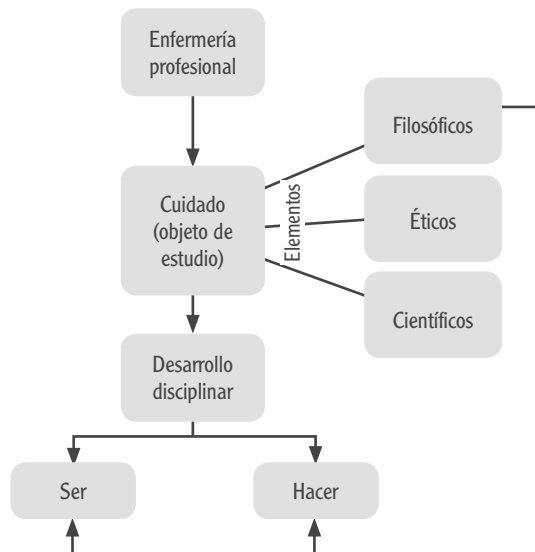 Enfermería
profesional
Filosóficos
Cuidado
(objeto de
estudio)
Elementos
Éticos
Científicos
Desarrollo
disciplinar
Ser
Hacer